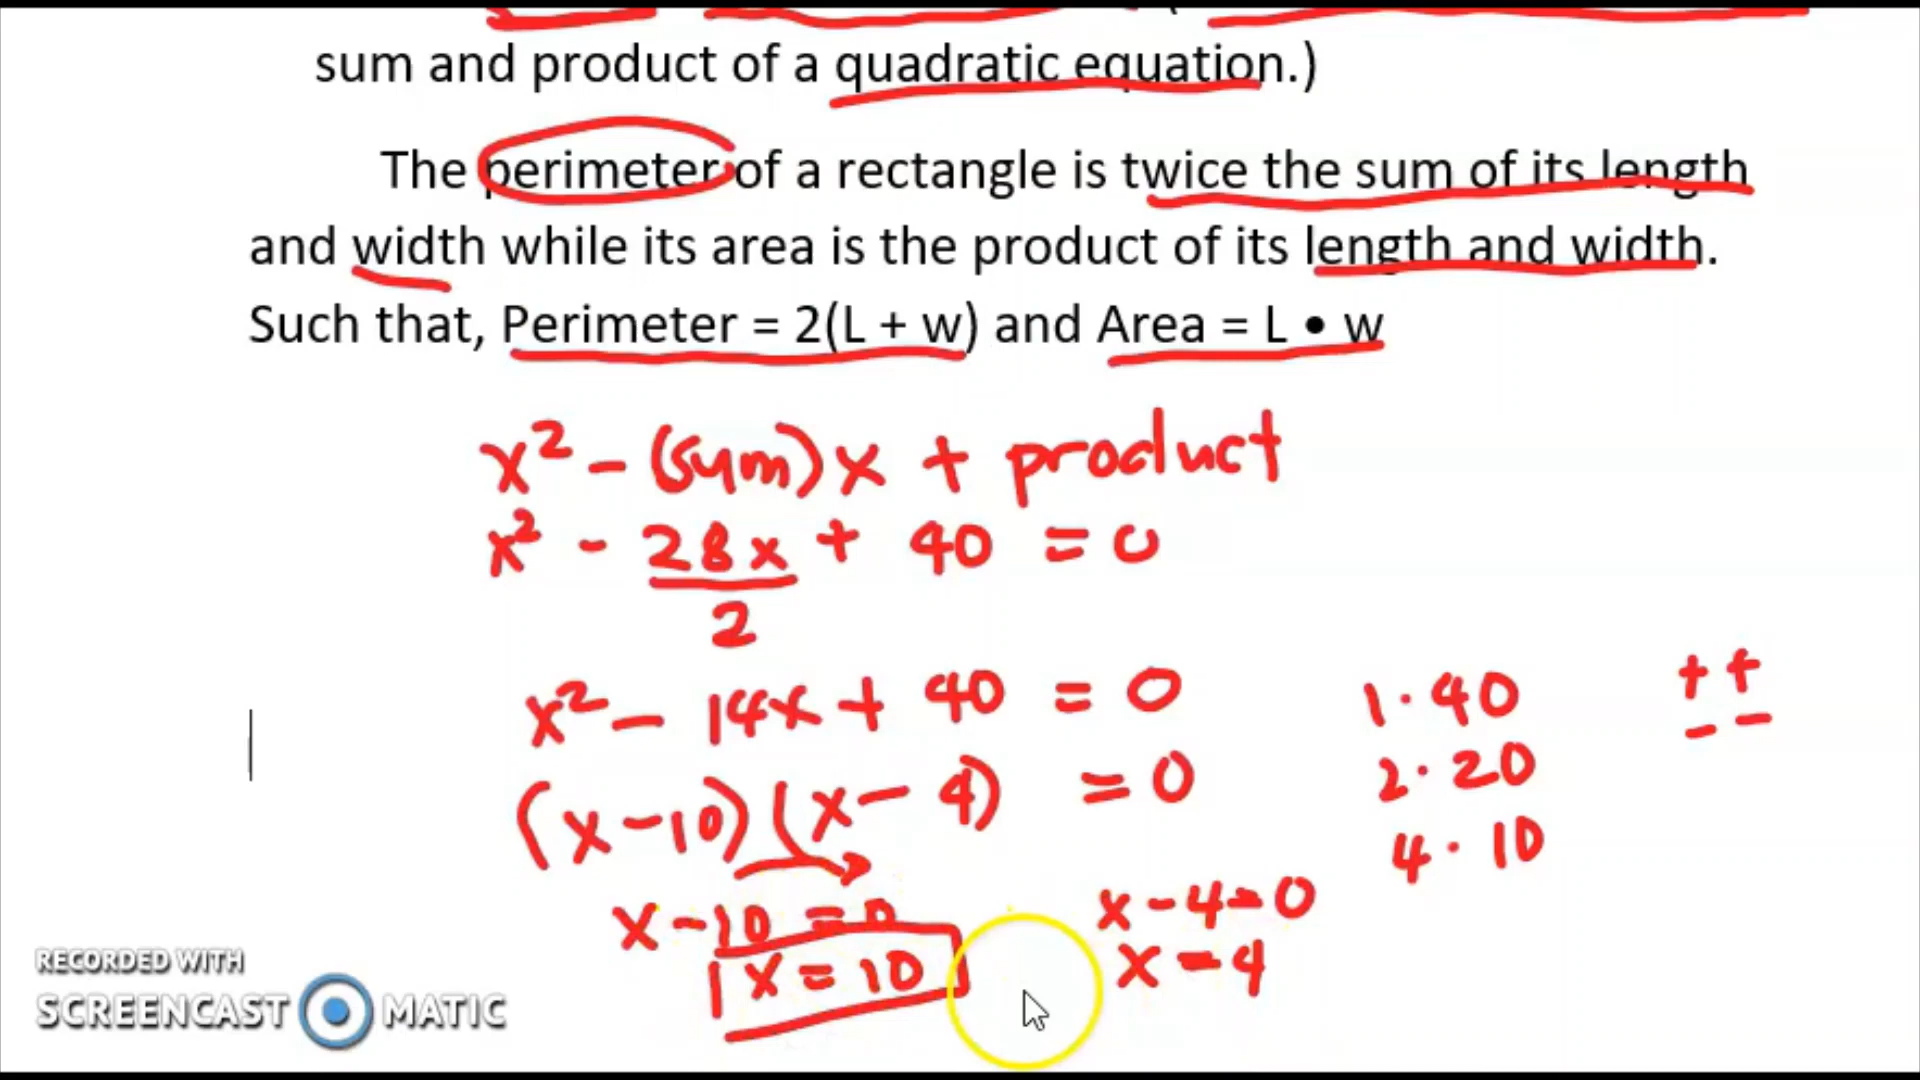 sum and product of a quadratic equation.)
The perimeter of a rectangle is twice the sum of its length
and width while its area is the product of its length and width.
Such that, Perimeter = 2(L + w) and Area = L • w
x² - (sum)x + product
x² - 28x + 40 = 0
2
x² - 14x + 40 = 0
(x-10)(x-4) = 0
1·40
2·20
4·10
+ +
- -
x-10 = 0
x = 10
x-4=0
x=4
RECORDED WITH
SCREENCAST MATIC